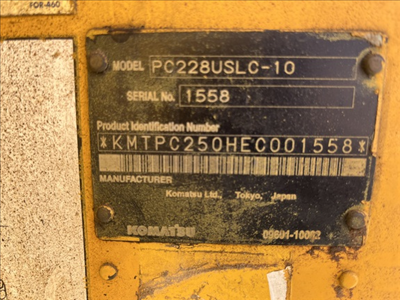 FOR-460
MODEL PC228USLC-10
SERIAL No. 1558
Product Identification Number
*KMTPC250HEC001558*
MANUFACTURER
Komatsu Ltd., Tokyo, Japan
KOMATSU 09601-10002